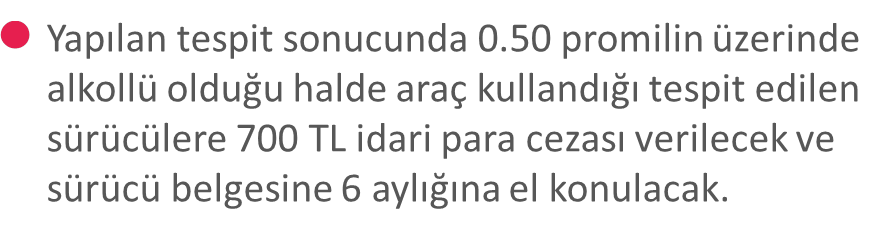 Yapılan tespit sonucunda 0.50 promilin üzerinde
alkollü olduğu halde araç kullandığı tespit edilen
sürücülere 700 TL idari para cezası verilecek ve
sürücü belgesine 6 aylığına el konulacak.